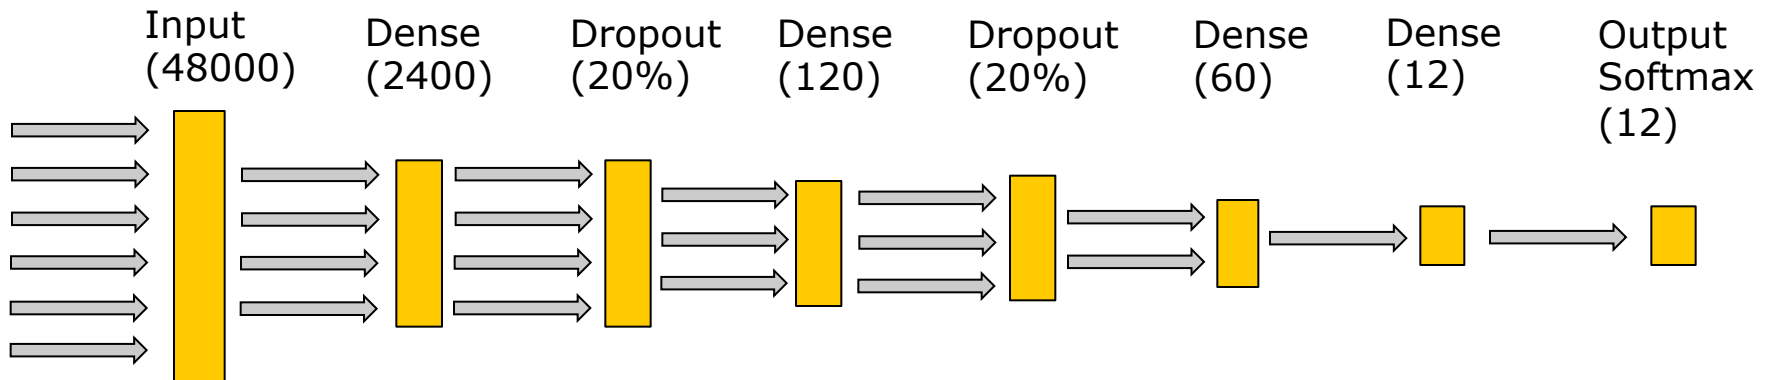 Input
(48000)
Dense
(2400)
Dropout
(20%)
Dense
(120)
Dropout
(20%)
Dense
(60)
Dense
(12)
Output
Softmax
(12)